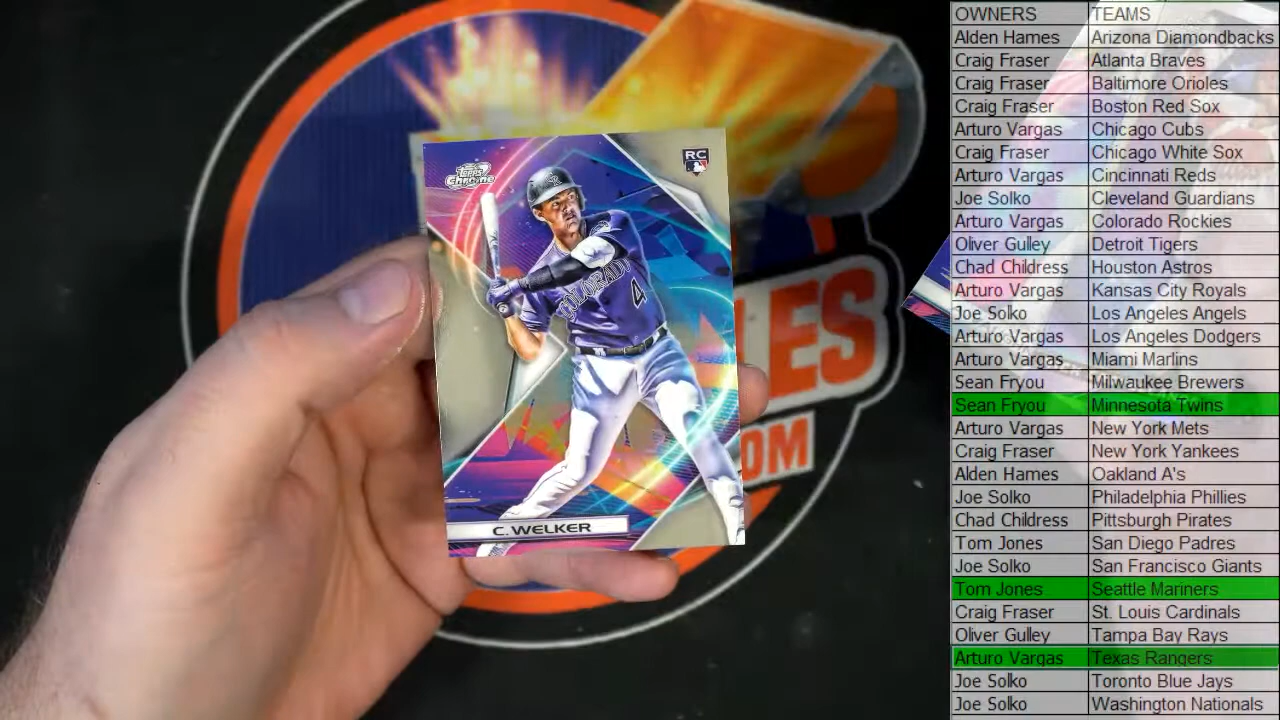 OWNERS TEAMS
Alden Hames Arizona Diamondbacks
Craig Fraser Atlanta Braves
Craig Fraser Baltimore Orioles
Craig Fraser Boston Red Sox
Arturo Vargas Chicago Cubs
Craig Fraser Chicago White Sox
Arturo Vargas Cincinnati Reds
Joe Solko Cleveland Guardians
Arturo Vargas Colorado Rockies
Oliver Gulley Detroit Tigers
Chad Childress Houston Astros
Arturo Vargas Kansas City Royals
Joe Solko Los Angeles Angels
Arturo Vargas Los Angeles Dodgers
Arturo Vargas Miami Marlins
Sean Fryou Milwaukee Brewers
Sean Fryou Minnesota Twins
Arturo Vargas New York Mets
Craig Fraser New York Yankees
Alden Hames Oakland A's
Joe Solko Philadelphia Phillies
Chad Childress Pittsburgh Pirates
Tom Jones San Diego Padres
Joe Solko San Francisco Giants
Tom Jones Seattle Mariners
Craig Fraser St. Louis Cardinals
Oliver Gulley Tampa Bay Rays
Arturo Vargas Texas Rangers
Joe Solko Toronto Blue Jays
Joe Solko Washington Nationals
Topps
Chrome
RC
COLORADO
4
C. WELKER
LES
OM